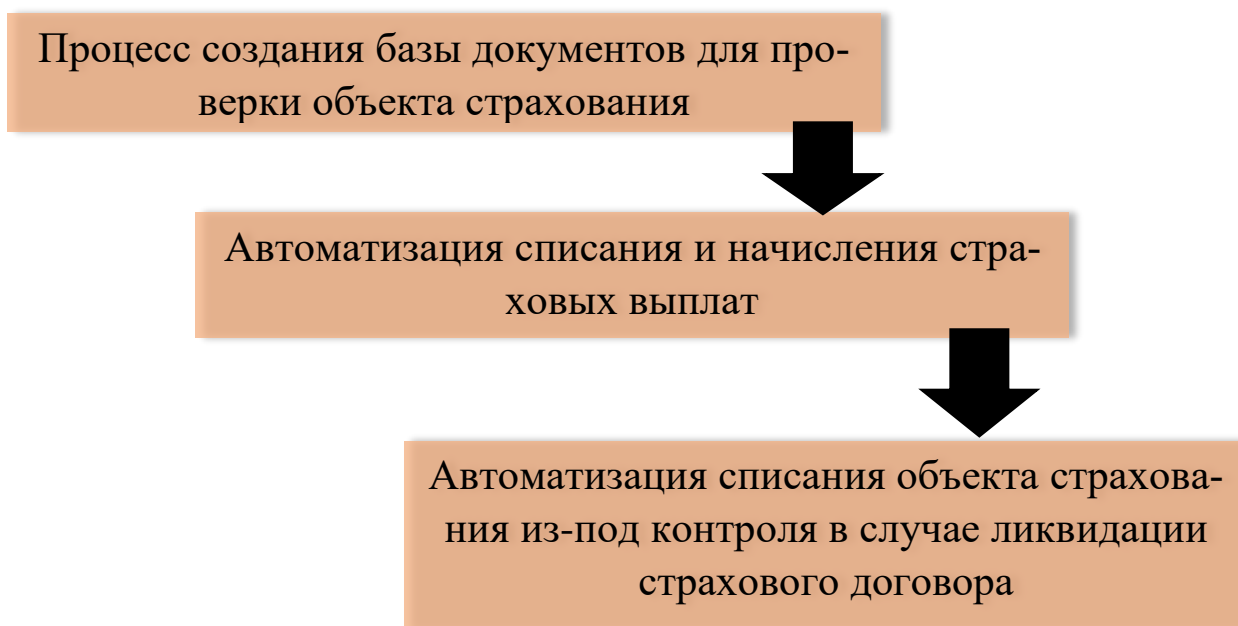 Процесс создания базы документов для про-
верки объекта страхования
Автоматизация списания и начисления стра-
ховых выплат
Автоматизация списания объекта страхова-
ния из-под контроля в случае ликвидации
страхового договора